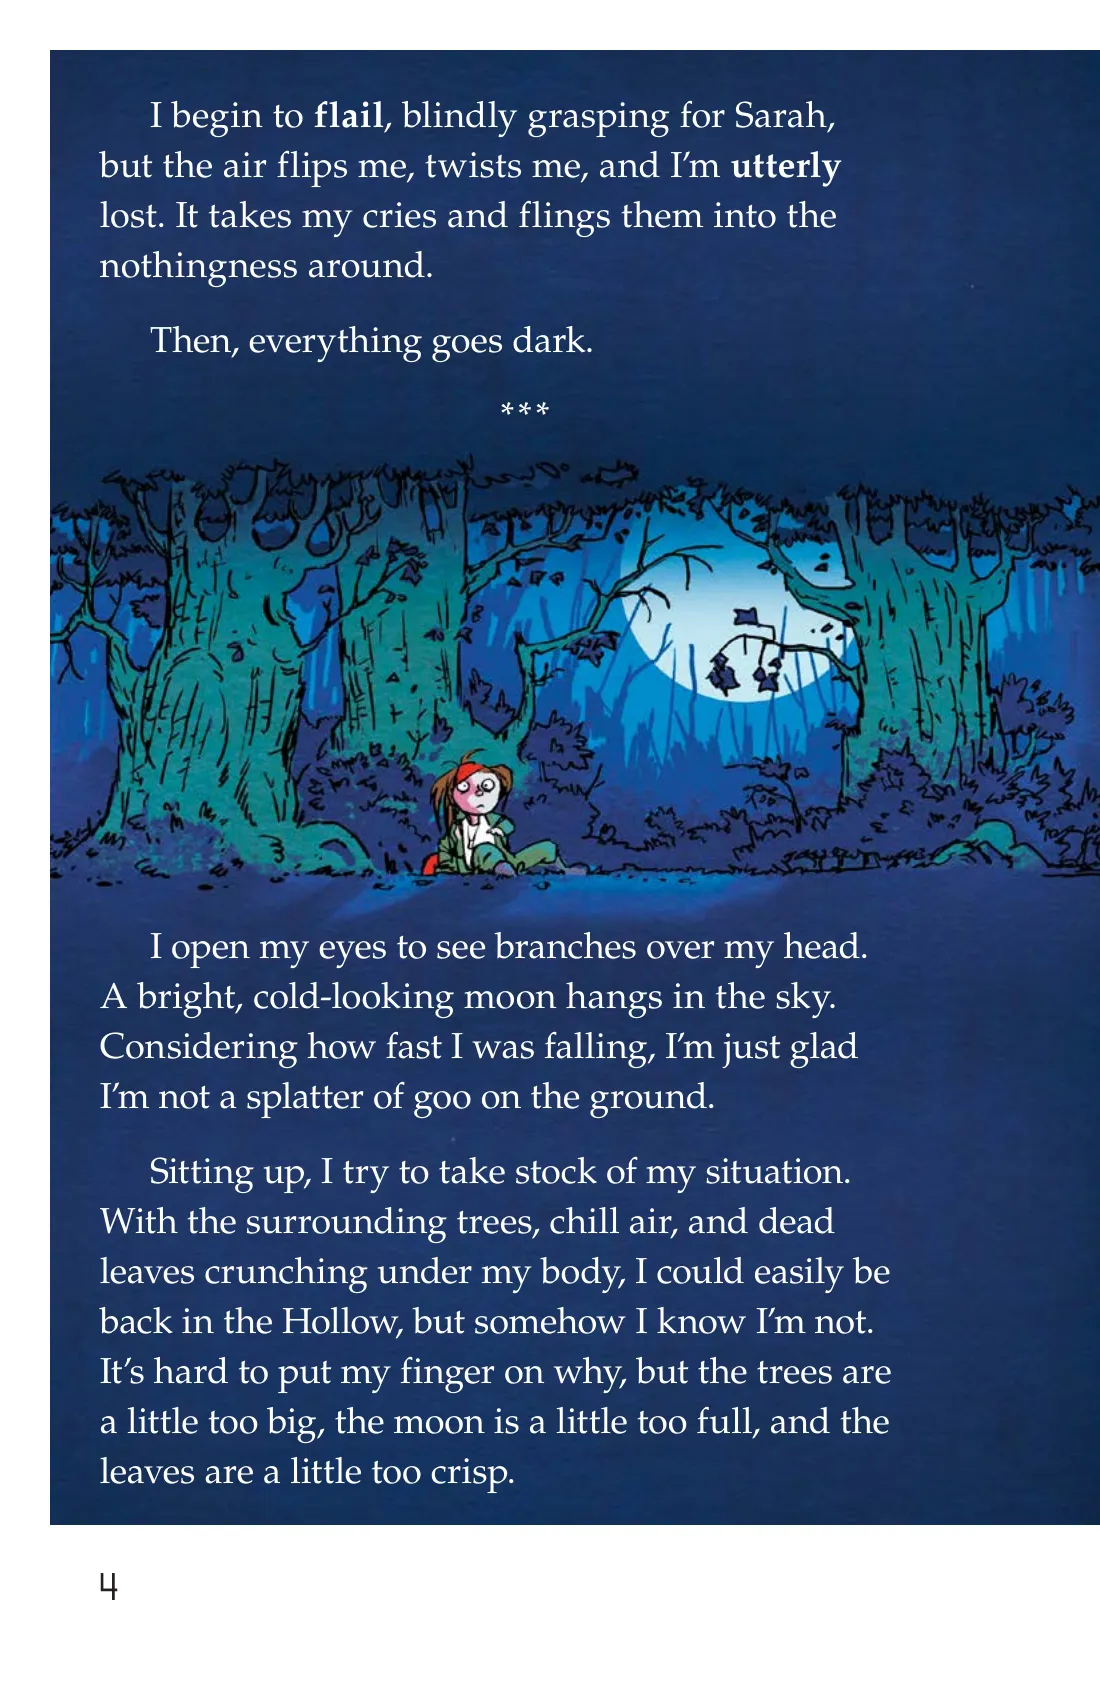 I begin to flail, blindly grasping for Sarah,
but the air flips me, twists me, and I’m utterly
lost. It takes my cries and flings them into the
nothingness around.
Then, everything goes dark.
***
I open my eyes to see branches over my head.
A bright, cold-looking moon hangs in the sky.
Considering how fast I was falling, I’m just glad
I’m not a splatter of goo on the ground.
Sitting up, I try to take stock of my situation.
With the surrounding trees, chill air, and dead
leaves crunching under my body, I could easily be
back in the Hollow, but somehow I know I’m not.
It’s hard to put my finger on why, but the trees are
a little too big, the moon is a little too full, and the
leaves are a little too crisp.
4